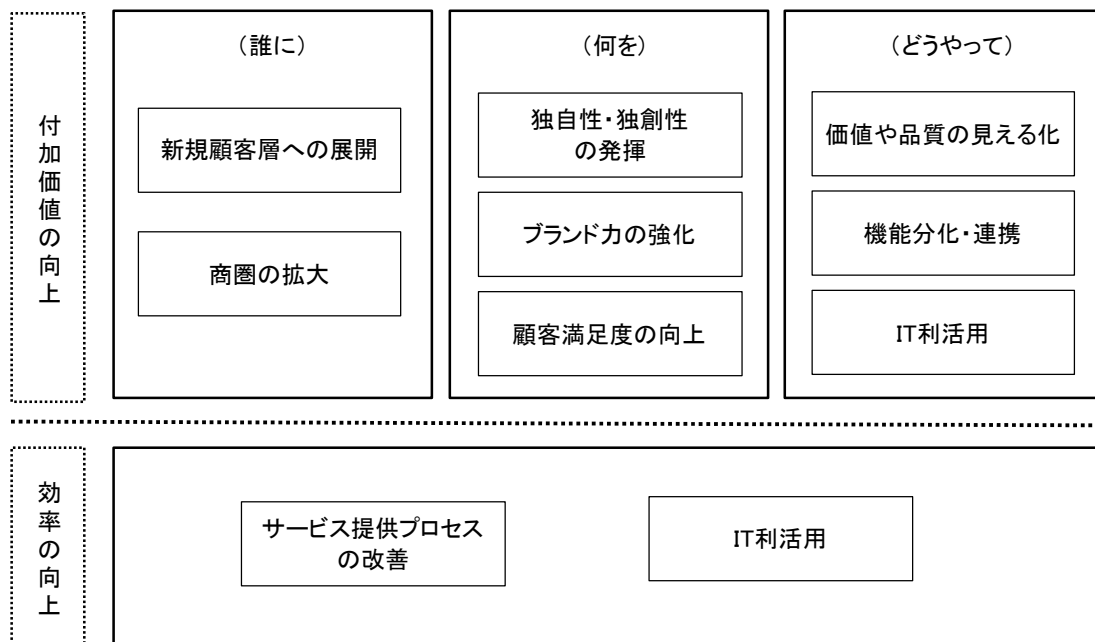 付加価値の向上
(誰に)
新規顧客層への展開
商圏の拡大
(何を)
独自性・独創性
の発揮
ブランド力の強化
顧客満足度の向上
(どうやって)
価値や品質の見える化
機能分化・連携
IT利活用
効率の向上
サービス提供プロセス
の改善
IT利活用